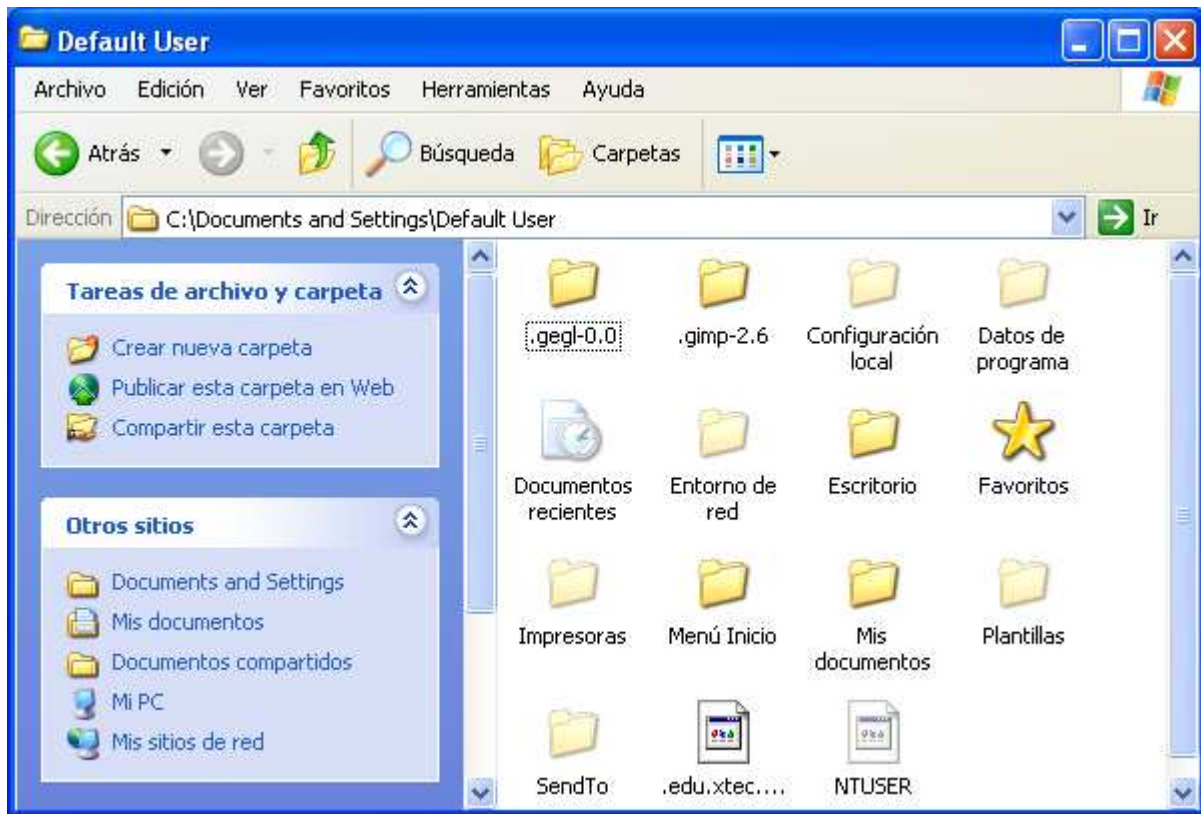 Default User
Archivo Edición Ver Favoritos Herramientas Ayuda
Atrás Búsqueda Carpetas
Dirección C:\Documents and Settings\Default User Ir
Tareas de archivo y carpeta
Crear nueva carpeta
Publicar esta carpeta en Web
Compartir esta carpeta
Otros sitios
Documents and Settings
Mis documentos
Documentos compartidos
Mi PC
Mis sitios de red
.gegl-0.0
.gimp-2.6
Configuración
local
Datos de
programa
Documentos
recientes
Entorno de
red
Escritorio
Favoritos
Impresoras
Menú Inicio
Mis
documentos
Plantillas
SendTo
.edu.xtec....
NTUSER